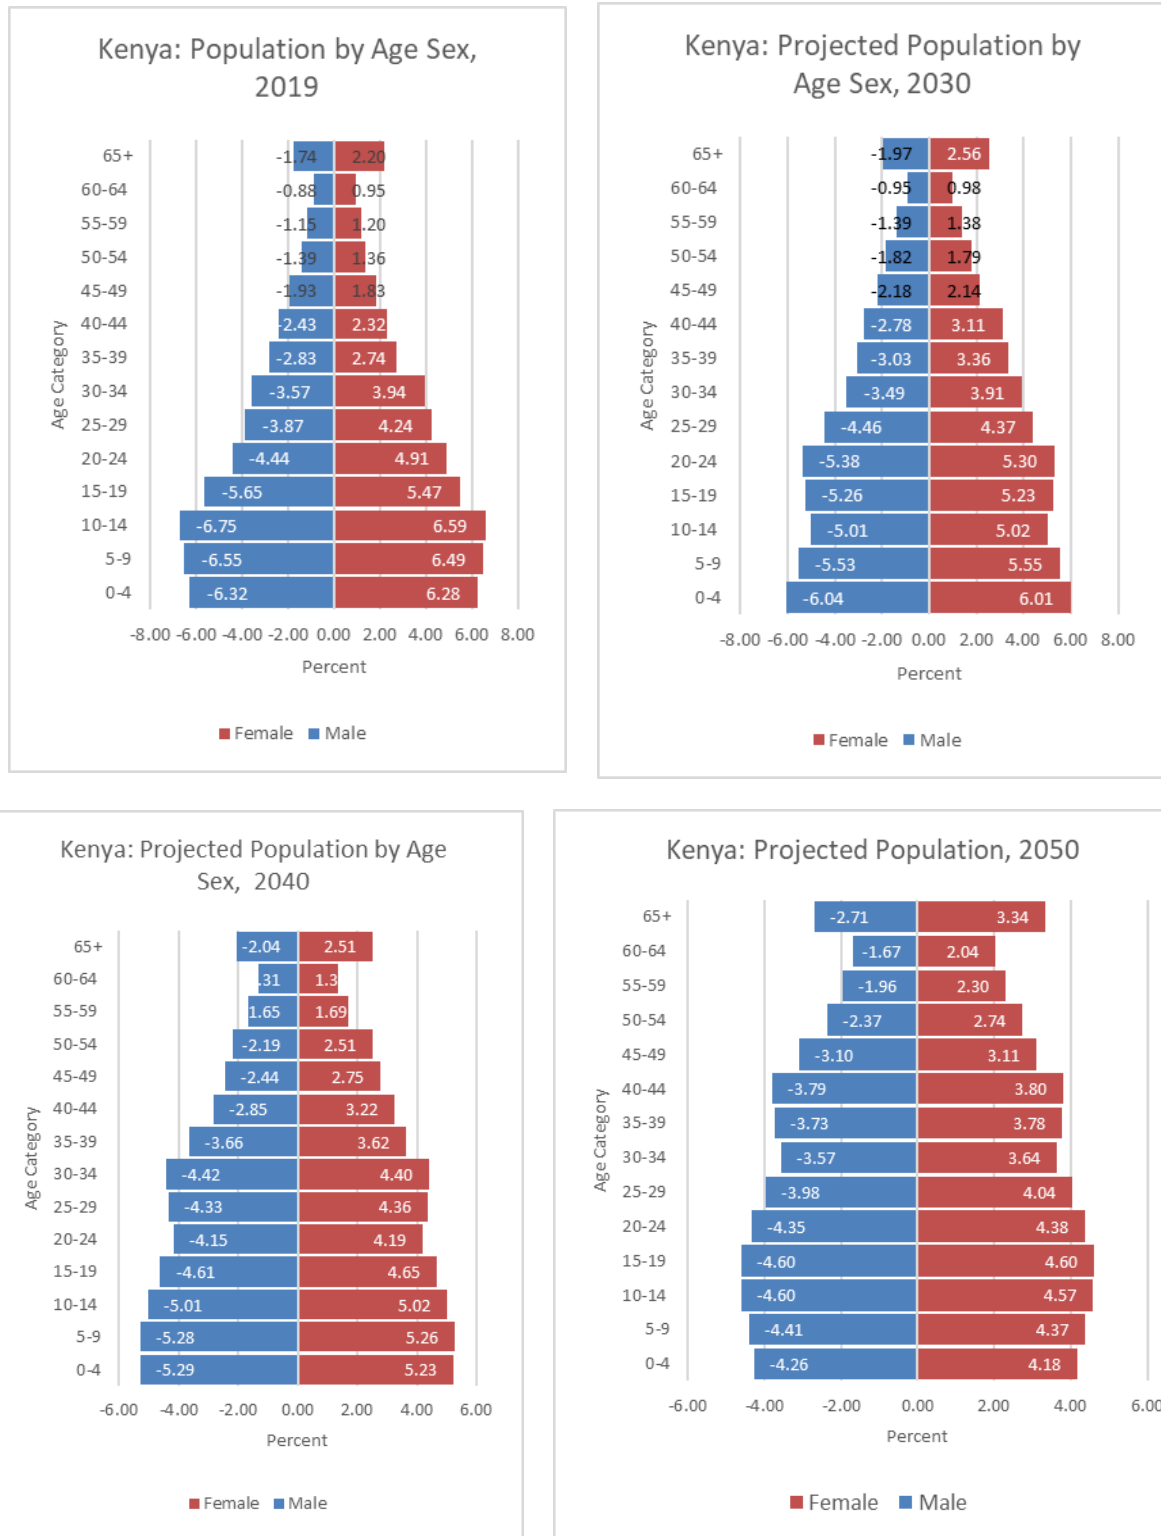 Kenya: Population by Age Sex,
2019
65+ -1.74 2.20
60-64 -0.88 0.95
55-59 -1.15 1.20
50-54 -1.39 1.36
45-49 -1.93 1.83
40-44 -2.43 2.32
35-39 -2.83 2.74
30-34 -3.57 3.94
25-29 -3.87 4.24
20-24 -4.44 4.91
15-19 -5.65 5.47
10-14 -6.75 6.59
5-9 -6.55 6.49
0-4 -6.32 6.28
Age Category
-8.00 -6.00 -4.00 -2.00 0.00 2.00 4.00 6.00 8.00
Percent
Female Male
Kenya: Projected Population by
Age Sex, 2030
65+ -1.97 2.56
60-64 -0.95 0.98
55-59 -1.39 1.38
50-54 -1.82 1.79
45-49 -2.18 2.14
40-44 -2.78 3.11
35-39 -3.03 3.36
30-34 -3.49 3.91
25-29 -4.46 4.37
20-24 -5.38 5.30
15-19 -5.26 5.23
10-14 -5.01 5.02
5-9 -5.53 5.55
0-4 -6.04 6.01
Age Category
-8.00 -6.00 -4.00 -2.00 0.00 2.00 4.00 6.00 8.00
Percent
Female Male
Kenya: Projected Population by Age
Sex, 2040
65+ -2.04 2.51
60-64 .31 1.3
55-59 1.65 1.69
50-54 -2.19 2.51
45-49 -2.44 2.75
40-44 -2.85 3.22
35-39 -3.66 3.62
30-34 -4.42 4.40
25-29 -4.33 4.36
20-24 -4.15 4.19
15-19 -4.61 4.65
10-14 -5.01 5.02
5-9 -5.28 5.26
0-4 -5.29 5.23
Age Category
-6.00 -4.00 -2.00 0.00 2.00 4.00 6.00
Percent
Female Male
Kenya: Projected Population, 2050
65+ -2.71 3.34
60-64 -1.67 2.04
55-59 -1.96 2.30
50-54 -2.37 2.74
45-49 -3.10 3.11
40-44 -3.79 3.80
35-39 -3.73 3.78
30-34 -3.57 3.64
25-29 -3.98 4.04
20-24 -4.35 4.38
15-19 -4.60 4.60
10-14 -4.60 4.57
5-9 -4.41 4.37
0-4 -4.26 4.18
Age Category
-6.00 -4.00 -2.00 0.00 2.00 4.00 6.00
Percent
Female Male